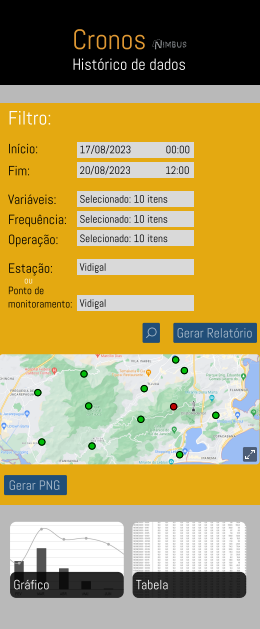 Cronos NIMBUS
Histórico de dados
Filtro:
Início: 17/08/2023 00:00
Fim: 20/08/2023 12:00
Variáveis: Selecionado: 10 itens
Frequência: Selecionado: 10 itens
Operação: Selecionado: 10 itens
Estação: Vidigal
ou
Ponto de
monitoramento: Vidigal
Gerar Relatório
Gerar PNG
Gráfico Tabela